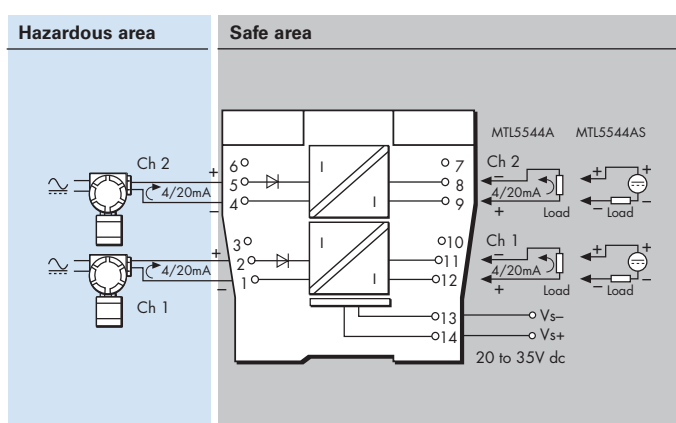 Hazardous area
Safe area
MTL5544A
MTL5544AS
Ch 2
+
4/20mA
–
6
5
4
I
I
7
8
9
Ch 2
–
4/20mA
+
Load
+
+
–
Load
–
+
4/20mA
–
Ch 1
3
2
1
I
I
10
11
12
Ch 1
–
4/20mA
+
Load
+
+
–
Load
–
13
Vs–
14
Vs+
20 to 35V dc